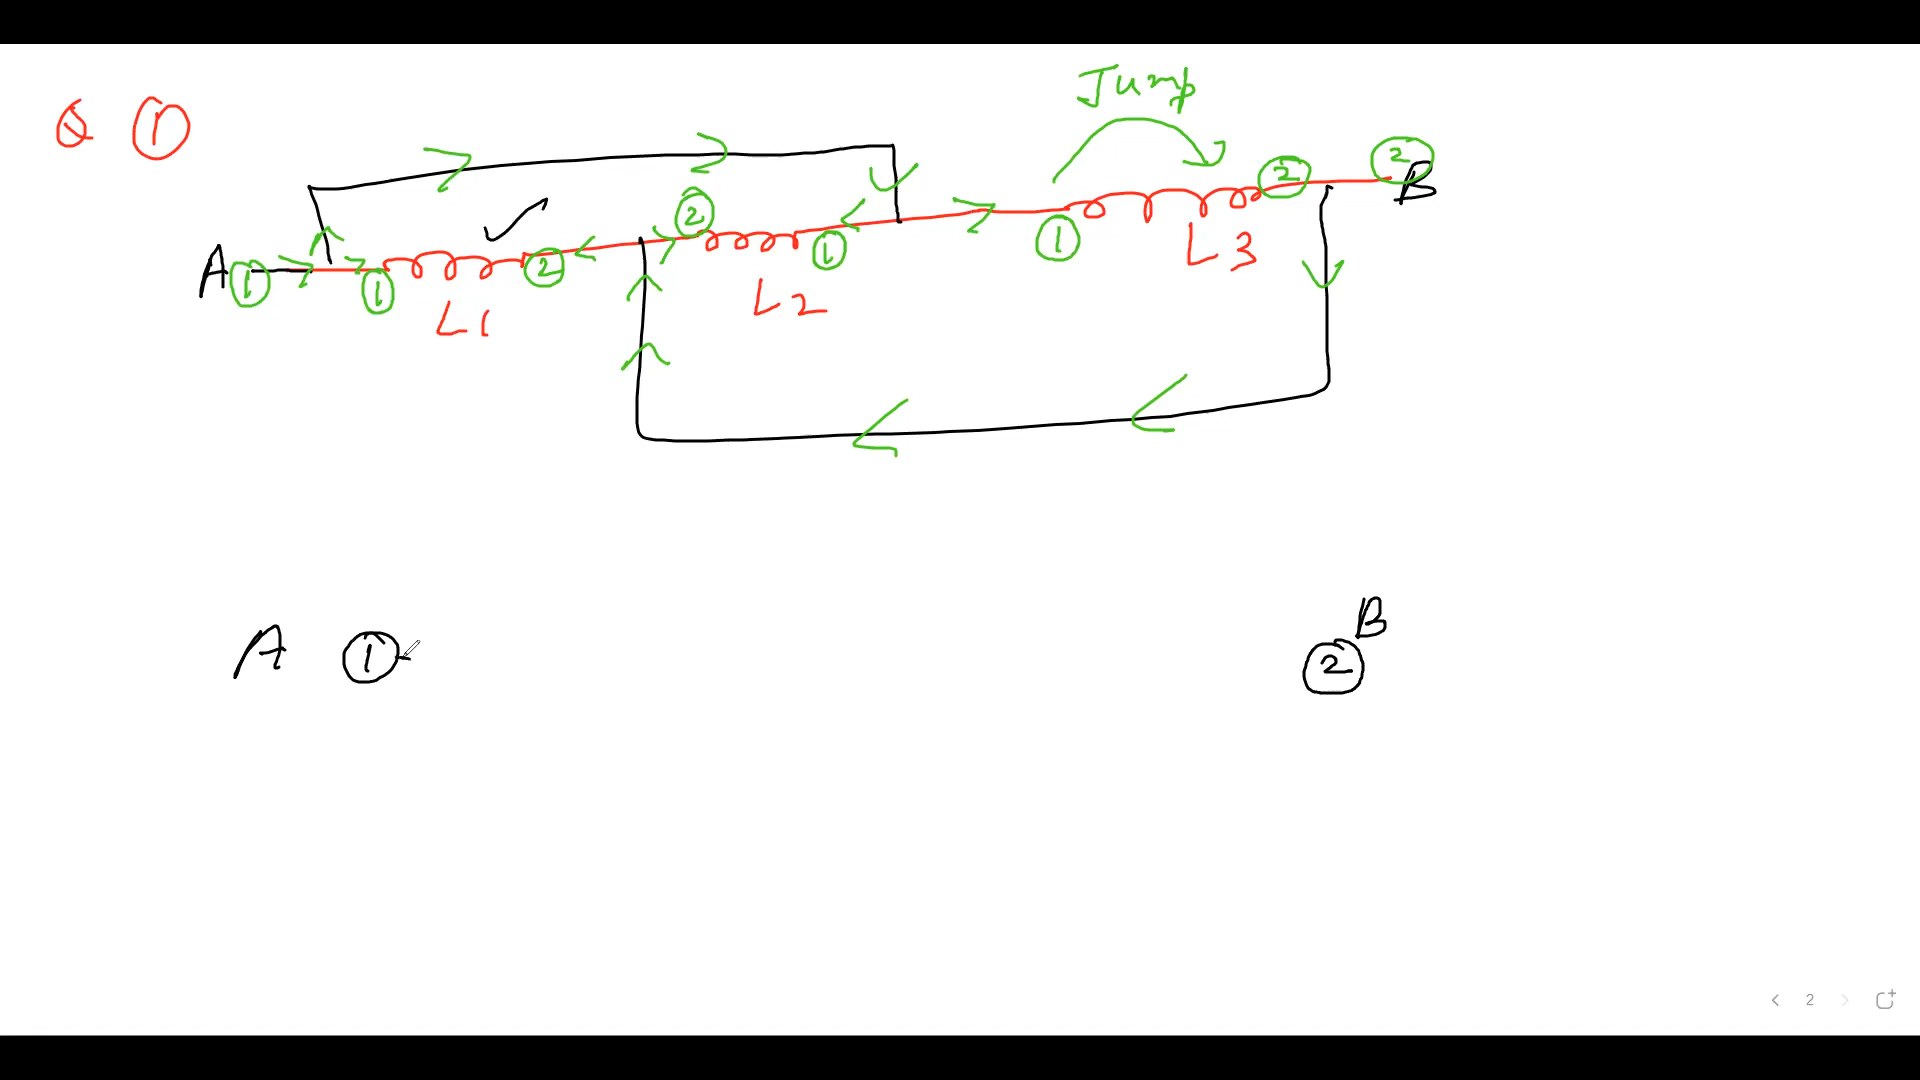 Q ①
Jump
A ① ① L1 ② ② L2 ① ① L3 ② ② B
A ① ② B
2